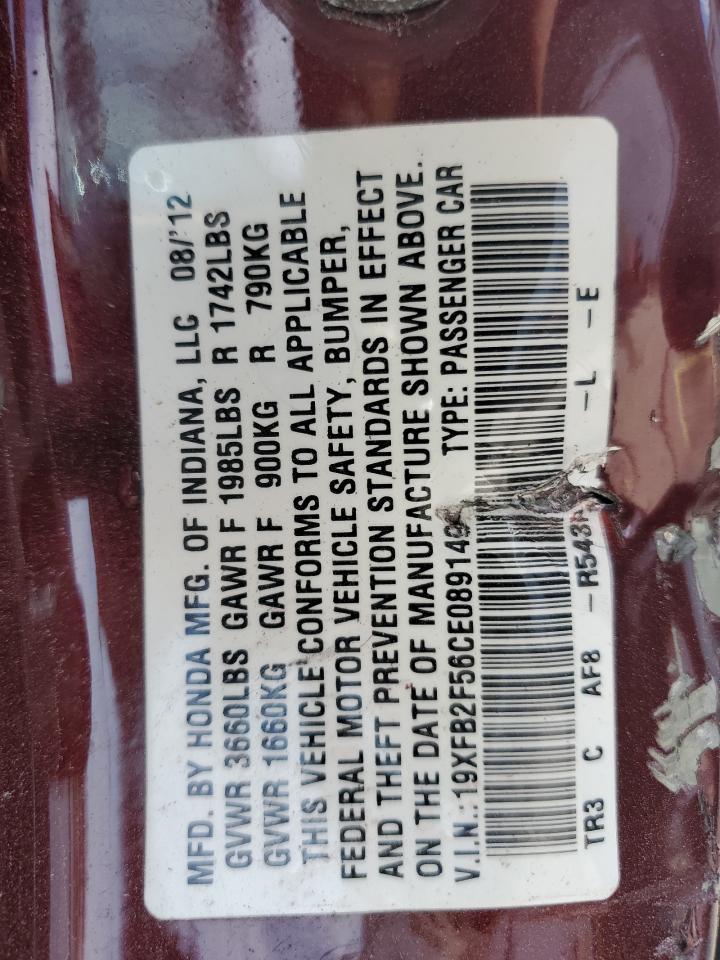 MFD. BY HONDA MFG. OF INDIANA, LLC 08/'12
GVWR 3660LBS GAWR F 1985LBS R 1742LBS
GVWR 1660KG GAWR F 900KG R 790KG
THIS VEHICLE CONFORMS TO ALL APPLICABLE
FEDERAL MOTOR VEHICLE SAFETY, BUMPER,
AND THEFT PREVENTION STANDARDS IN EFFECT
ON THE DATE OF MANUFACTURE SHOWN ABOVE.
V.I.N.: TYPE: PASSENGER CAR
TR3 C AF8 - -L -E